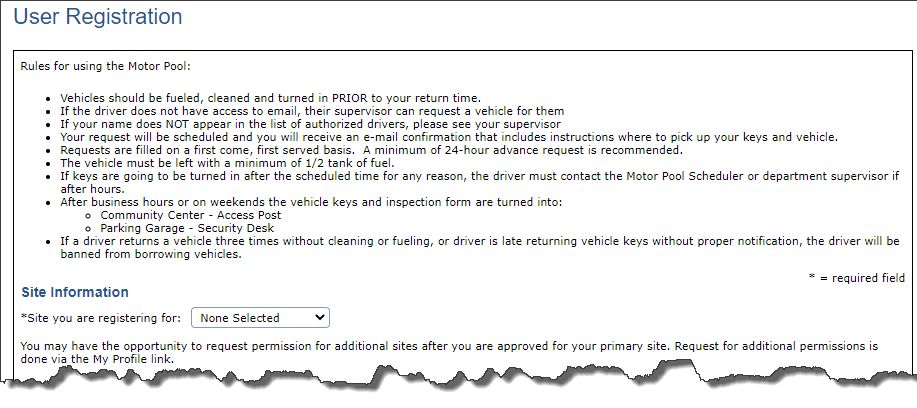 User Registration
Rules for using the Motor Pool:
• Vehicles should be fueled, cleaned and turned in PRIOR to your return time.
• If the driver does not have access to email, their supervisor can request a vehicle for them
• If your name does NOT appear in the list of authorized drivers, please see your supervisor
• Your request will be scheduled and you will receive an e-mail confirmation that includes instructions where to pick up your keys and vehicle.
• Requests are filled on a first come, first served basis.  A minimum of 24-hour advance request is recommended.
• The vehicle must be left with a minimum of 1/2 tank of fuel.
• If keys are going to be turned in after the scheduled time for any reason, the driver must contact the Motor Pool Scheduler or department supervisor if
after hours.
• After business hours or on weekends the vehicle keys and inspection form are turned into:
○ Community Center - Access Post
○ Parking Garage - Security Desk
• If a driver returns a vehicle three times without cleaning or fueling, or driver is late returning vehicle keys without proper notification, the driver will be
banned from borrowing vehicles.
* = required field
Site Information
*Site you are registering for: None Selected
You may have the opportunity to request permission for additional sites after you are approved for your primary site. Request for additional permissions is
done via the My Profile link.